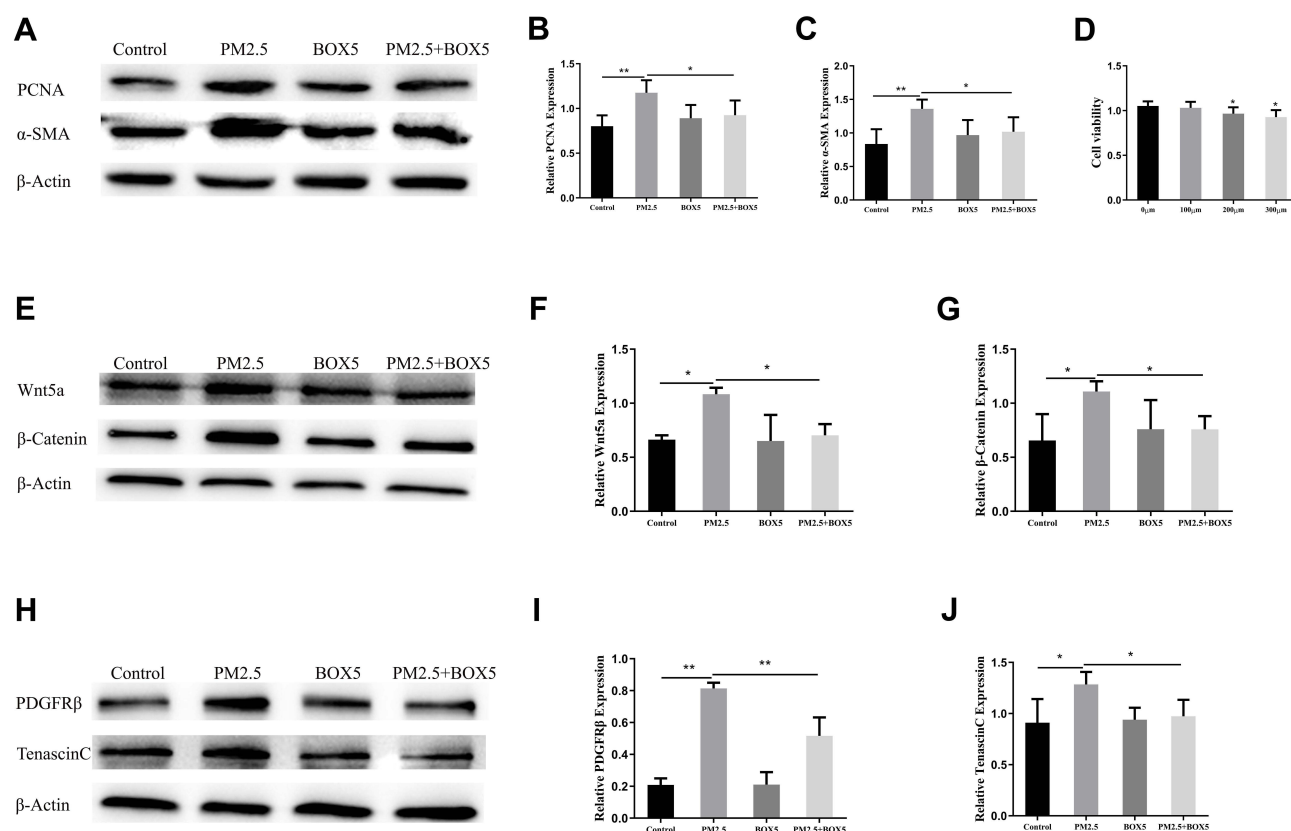 A
Control PM2.5 BOX5 PM2.5+BOX5
PCNA
α-SMA
β-Actin
B
Relative PCNA Expression
1.5
1.0
0.5
0.0
** *
Control PM2.5 BOX5 PM2.5+BOX5
C
Relative α-SMA Expression
2.0
1.5
1.0
0.5
0.0
** *
Control PM2.5 BOX5 PM2.5+BOX5
D
Cell viability
1.5
1.0
0.5
0.0
* *
0μm 100μm 200μm 300μm
E
Control PM2.5 BOX5 PM2.5+BOX5
Wnt5a
β-Catenin
β-Actin
F
Relative Wnt5a Expression
1.5
1.0
0.5
0.0
* *
Control PM2.5 BOX5 PM2.5+BOX5
G
Relative β-Catenin Expression
1.5
1.0
0.5
0.0
* *
Control PM2.5 BOX5 PM2.5+BOX5
H
Control PM2.5 BOX5 PM2.5+BOX5
PDGFRβ
TenascinC
β-Actin
I
Relative PDGFRβ Expression
0.8
0.6
0.4
0.2
0.0
** **
Control PM2.5 BOX5 PM2.5+BOX5
J
Relative TenascinC Expression
1.5
1.0
0.5
0.0
* *
Control PM2.5 BOX5 PM2.5+BOX5